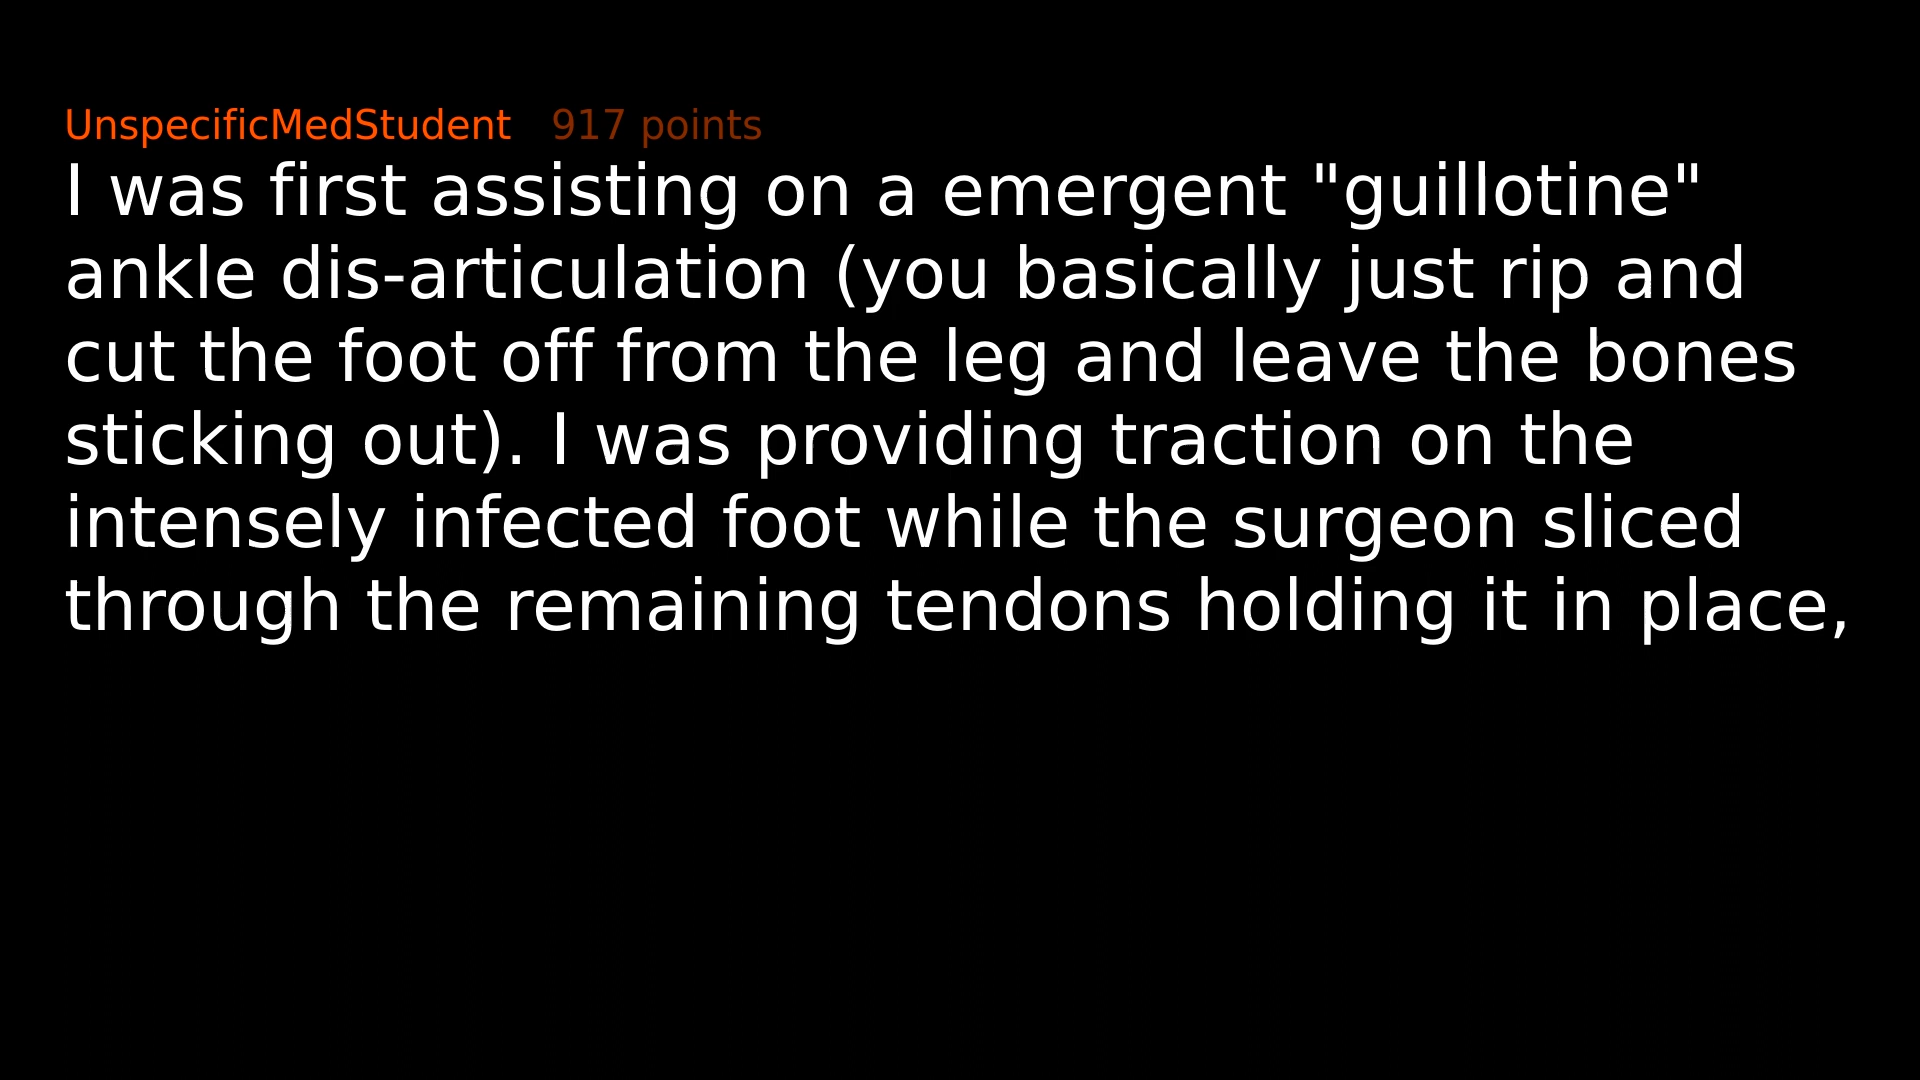 UnspecificMedStudent 917 points
I was first assisting on a emergent "guillotine"
ankle dis-articulation (you basically just rip and
cut the foot off from the leg and leave the bones
sticking out). I was providing traction on the
intensely infected foot while the surgeon sliced
through the remaining tendons holding it in place,